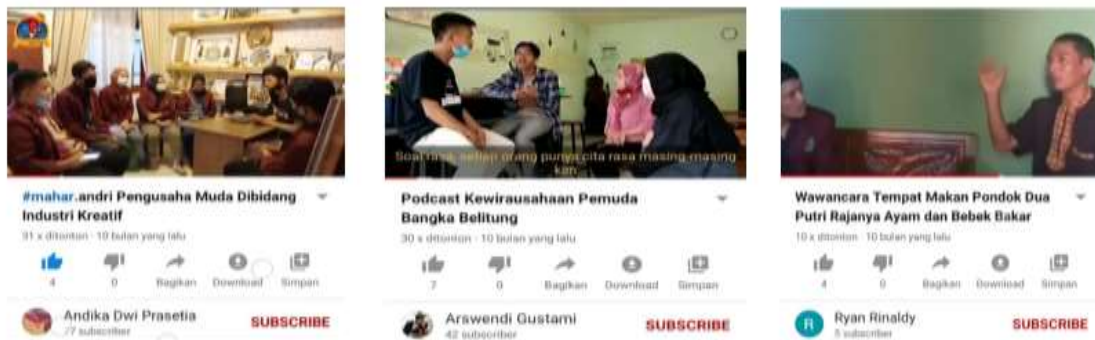 #mahar.andri Pengusaha Muda Dibidang
Industri Kreatif
91 x ditonton · 10 bulan yang lalu
4
0
Bagikan
Download
Simpan
Andika Dwi Prasetia
77 subscriber
SUBSCRIBE
Soal rasa, setiap orang punya cita rasa masing-masing
kan
Podcast Kewirausahaan Pemuda
Bangka Belitung
30 x ditonton · 10 bulan yang lalu
7
0
Bagikan
Download
Simpan
Arswendi Gustami
42 subscriber
SUBSCRIBE
Wawancara Tempat Makan Pondok Dua
Putri Rajanya Ayam dan Bebek Bakar
10 x ditonton · 10 bulan yang lalu
4
0
Bagikan
Download
Simpan
R
Ryan Rinaldy
5 subscriber
SUBSCRIBE